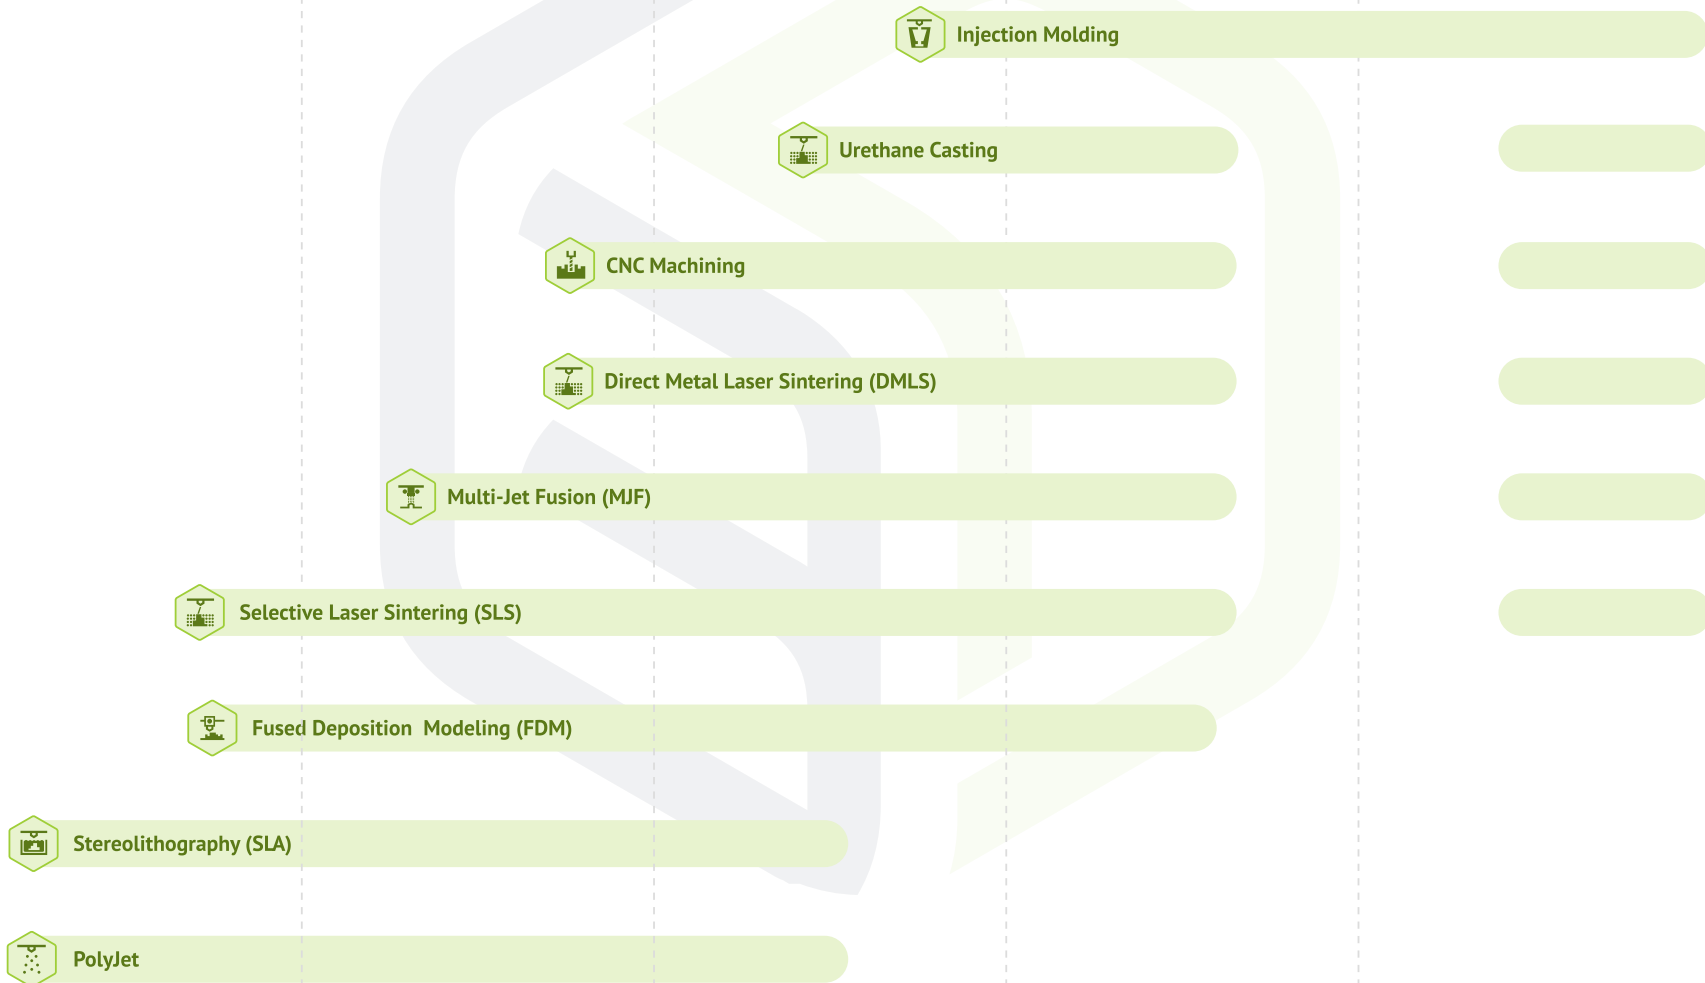 Injection Molding
Urethane Casting
CNC Machining
Direct Metal Laser Sintering (DMLS)
Multi-Jet Fusion (MJF)
Selective Laser Sintering (SLS)
Fused Deposition  Modeling (FDM)
Stereolithography (SLA)
PolyJet